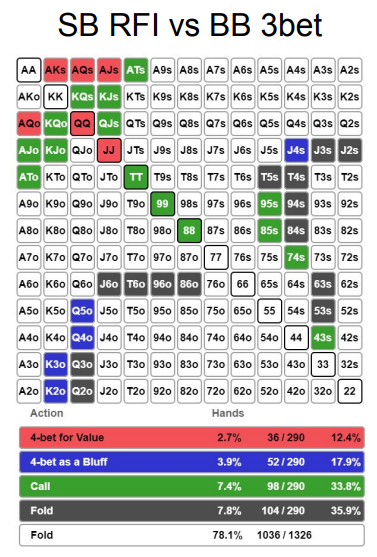 SB RFI vs BB 3bet
AA AKs AQs AJs ATs A9s A8s A7s A6s A5s A4s A3s A2s
AKo KK KQs KJs KTs K9s K8s K7s K6s K5s K4s K3s K2s
AQo KQo QQ QJs QTs Q9s Q8s Q7s Q6s Q5s Q4s Q3s Q2s
AJo KJo QJo JJ JTs J9s J8s J7s J6s J5s J4s J3s J2s
ATo KTo QTo JTo TT T9s T8s T7s T6s T5s T4s T3s T2s
A9o K9o Q9o J9o T9o 99 98s 97s 96s 95s 94s 93s 92s
A8o K8o Q8o J8o T8o 98o 88 87s 86s 85s 84s 83s 82s
A7o K7o Q7o J7o T7o 97o 87o 77 76s 75s 74s 73s 72s
A6o K6o Q6o J6o T6o 96o 86o 76o 66 65s 64s 63s 62s
A5o K5o Q5o J5o T5o 95o 85o 75o 65o 55 54s 53s 52s
A4o K4o Q4o J4o T4o 94o 84o 74o 64o 54o 44 43s 42s
A3o K3o Q3o J3o T3o 93o 83o 73o 63o 53o 43o 33 32s
A2o K2o Q2o J2o T2o 92o 82o 72o 62o 52o 42o 32o 22
Action Hands
4-bet for Value 2.7% 36 / 290 12.4%
4-bet as a Bluff 3.9% 52 / 290 17.9%
Call 7.4% 98 / 290 33.8%
Fold 7.8% 104 / 290 35.9%
Fold 78.1% 1036 / 1326